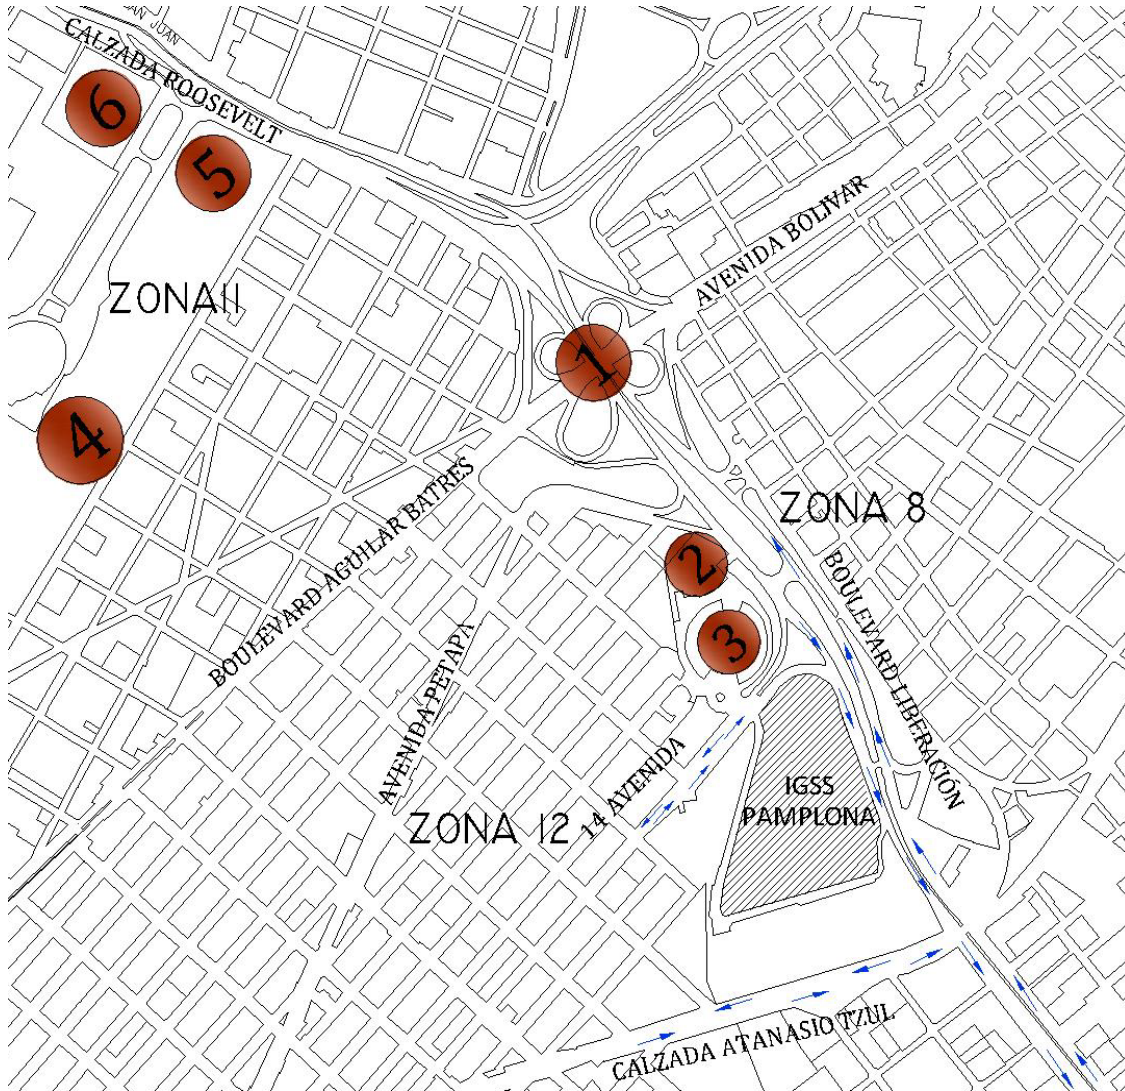 JUAN
CALZADA ROOSEVELT
6
5
AVENIDA BOLIVAR
ZONA11
1
4
BOULEVARD AGUILAR BATRES
ZONA 8
2
3
BOULEVARD LIBERACIÓN
AVENIDA PETAPA
14 AVENIDA
IGSS
PAMPLONA
ZONA 12
CALZADA ATANASIO TZUL